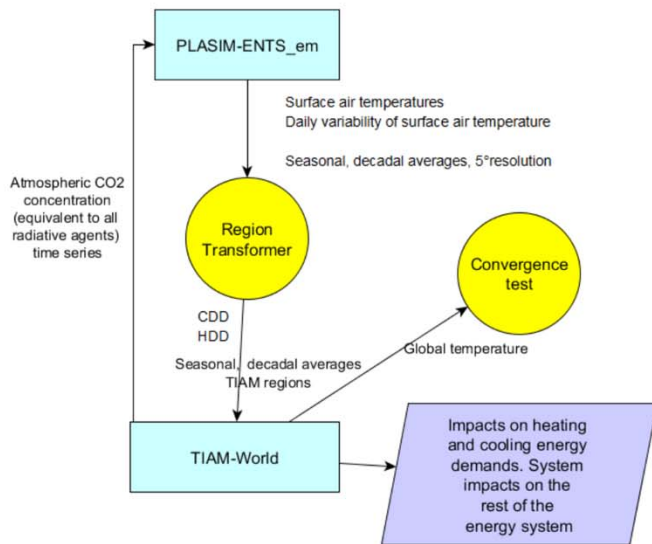 PLASIM-ENTS_em
Surface air temperatures
Daily variability of surface air temperature
Seasonal, decadal averages, 5°resolution
Atmospheric CO2
concentration
(equivalent to all
radiative agents)
time series
Region
Transformer
Convergence
test
CDD
HDD
Global temperature
Seasonal, decadal averages
TIAM regions
TIAM-World
Impacts on heating
and cooling energy
demands. System
impacts on the
rest of the
energy system